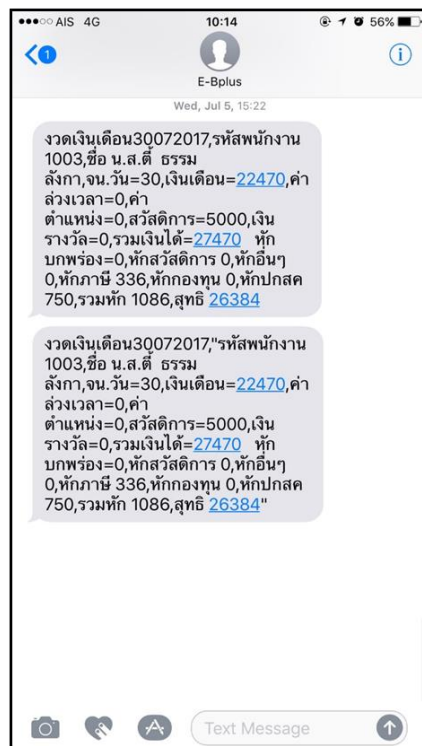 AIS 4G 10:14 56%
1
E-Bplus
Wed, Jul 5, 15:22
งวดเงินเดือน30072017,รหัสพนักงาน
1003,ชื่อ น.ส.ตี้ ธรรม
ลังกา,จน.วัน=30,เงินเดือน=22470,ค่า
ล่วงเวลา=0,ค่า
ตำแหน่ง=0,สวัสดิการ=5000,เงิน
รางวัล=0,รวมเงินได้=27470 หัก
บกพร่อง=0,หักสวัสดิการ 0,หักอื่นๆ
0,หักภาษี 336,หักกองทุน 0,หักปกสค
750,รวมหัก 1086,สุทธิ 26384
งวดเงินเดือน30072017,"รหัสพนักงาน
1003,ชื่อ น.ส.ตี้ ธรรม
ลังกา,จน.วัน=30,เงินเดือน=22470,ค่า
ล่วงเวลา=0,ค่า
ตำแหน่ง=0,สวัสดิการ=5000,เงิน
รางวัล=0,รวมเงินได้=27470 หัก
บกพร่อง=0,หักสวัสดิการ 0,หักอื่นๆ
0,หักภาษี 336,หักกองทุน 0,หักปกสค
750,รวมหัก 1086,สุทธิ 26384"
Text Message